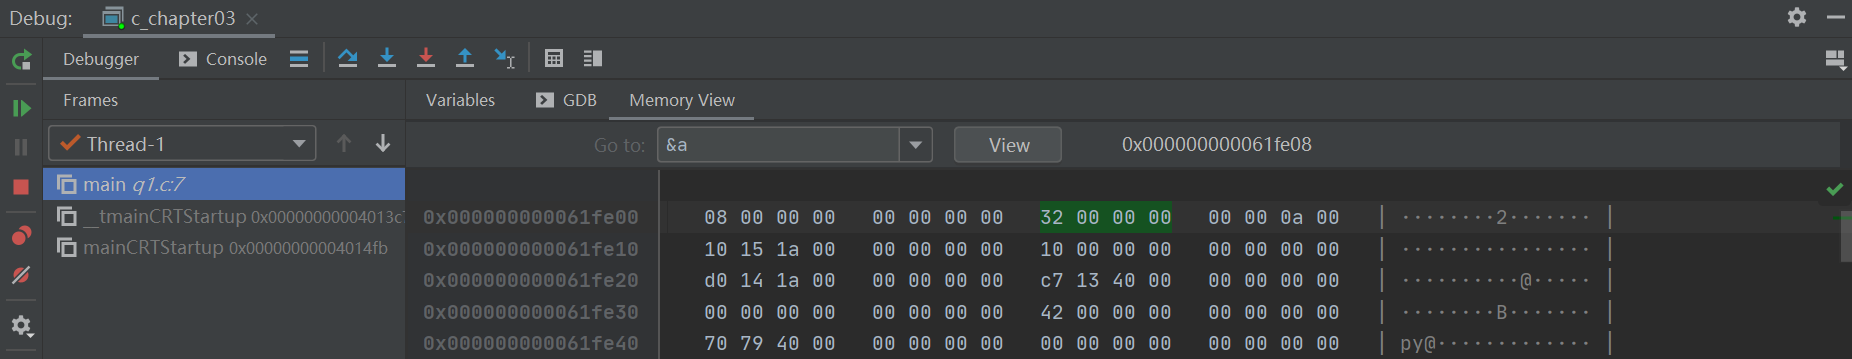 Debug: c_chapter03
Debugger Console
Frames Variables GDB Memory View
Thread-1 Go to: &a View 0x000000000061fe08
main q1.c:7
__tmainCRTStartup 0x00000000004013c7
mainCRTStartup 0x00000000004014fb
0x000000000061fe00 08 00 00 00 00 00 00 00 32 00 00 00 00 00 0a 00 | ········2······· |
0x000000000061fe10 10 15 1a 00 00 00 00 00 10 00 00 00 00 00 00 00 | ················ |
0x000000000061fe20 d0 14 1a 00 00 00 00 00 c7 13 40 00 00 00 00 00 | ··········@····· |
0x000000000061fe30 00 00 00 00 00 00 00 00 42 00 00 00 00 00 00 00 | ········B······· |
0x000000000061fe40 70 79 40 00 00 00 00 00 00 00 00 00 00 00 00 00 | py@············· |